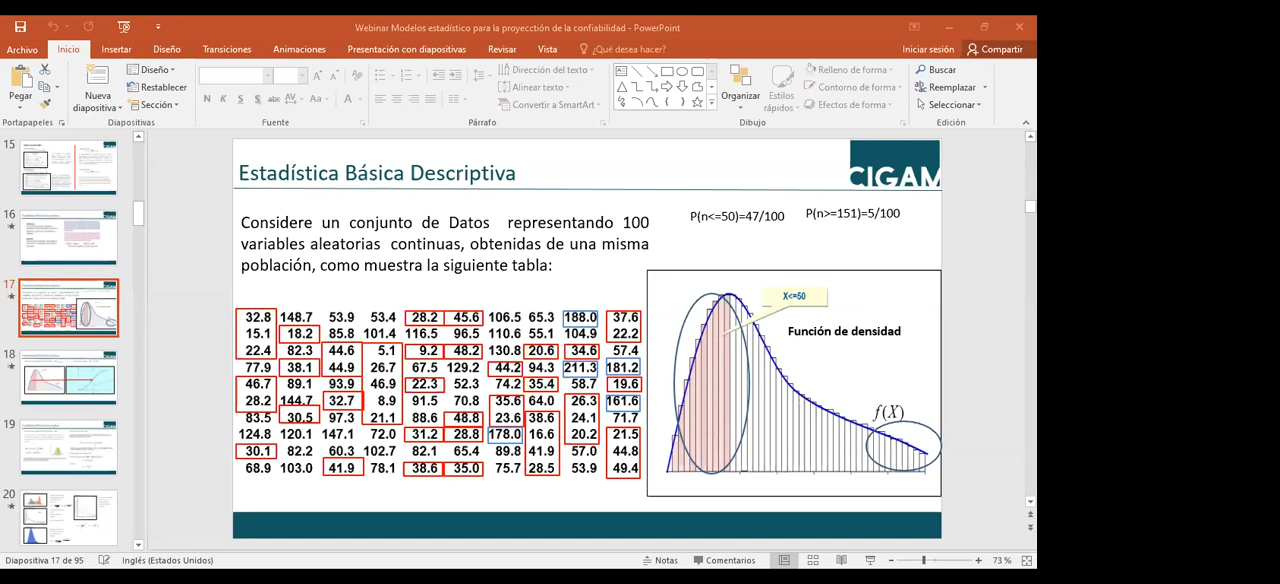 Webinar Modelos estadístico para la proyecctión de la confiabilidad - PowerPoint
Archivo Inicio Insertar Diseño Transiciones Animaciones Presentación con diapositivas Revisar Vista ¿Qué desea hacer? Iniciar sesión Compartir
Pegar
Nueva
diapositiva
Diseño
Restablecer
Sección
N K S S abc AV Aa A
Dirección del texto
Alinear texto
Convertir a SmartArt
Organizar
Estilos
rápidos
Relleno de forma
Contorno de forma
Efectos de forma
Buscar
Reemplazar
Seleccionar
Portapapeles Diapositivas Fuente Párrafo Dibujo Edición
15
16
17
18
19
20
Estadística Básica Descriptiva
CIGAM
Considere un conjunto de Datos representando 100
variables aleatorias continuas, obtenidas de una misma
población, como muestra la siguiente tabla:
P(n<=50)=47/100 P(n>=151)=5/100
32.8 148.7 53.9 53.4 28.2 45.6 106.5 65.3 188.0 37.6
15.1 18.2 85.8 101.4 116.5 96.5 110.6 55.1 104.9 22.2
22.4 82.3 44.6 5.1 9.2 48.2 130.8 20.6 34.6 57.4
77.9 38.1 44.9 26.7 67.5 129.2 44.2 94.3 211.3 181.2
46.7 89.1 93.9 46.9 22.3 52.3 74.2 35.4 58.7 19.6
28.2 144.7 32.7 8.9 91.5 70.8 35.6 64.0 26.3 161.6
83.5 30.5 97.3 21.1 88.6 48.8 23.6 38.6 24.1 71.7
124.8 120.1 147.1 72.0 31.2 28.8 178.0 16.6 20.2 21.5
30.1 82.2 60.3 102.7 82.1 65.4 89.8 41.9 57.0 44.8
68.9 103.0 41.9 78.1 38.6 35.0 75.7 28.5 53.9 49.4
X<=50
Función de densidad
f(X)
Diapositiva 17 de 95 Inglés (Estados Unidos) Notas Comentarios 73 %